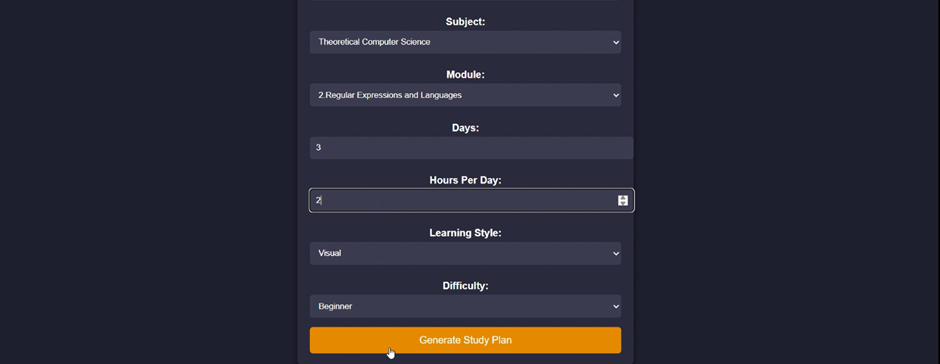 Subject:
Theoretical Computer Science
Module:
2.Regular Expressions and Languages
Days:
3
Hours Per Day:
2
Learning Style:
Visual
Difficulty:
Beginner
Generate Study Plan